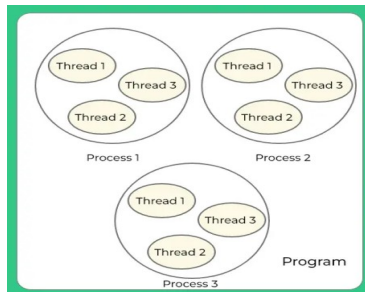 Thread 1
Thread 3
Thread 2
Process 1
Thread 1
Thread 3
Thread 2
Process 2
Thread 1
Thread 3
Thread 2
Process 3
Program